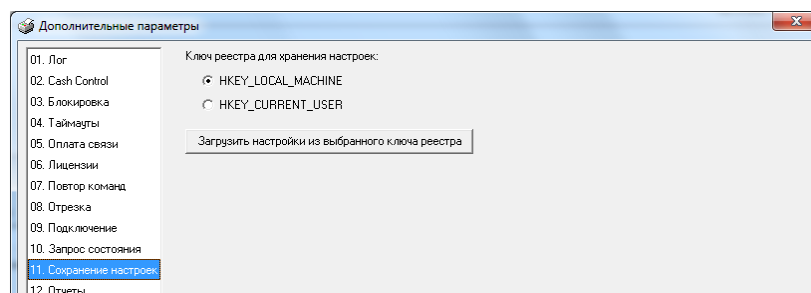 Дополнительные параметры
01. Лог
02. Cash Control
03. Блокировка
04. Таймауты
05. Оплата связи
06. Лицензии
07. Повтор команд
08. Отрезка
09. Подключение
10. Запрос состояния
11. Сохранение настроек
12. Отчеты
Ключ реестра для хранения настроек:
HKEY_LOCAL_MACHINE
HKEY_CURRENT_USER
Загрузить настройки из выбранного ключа реестра